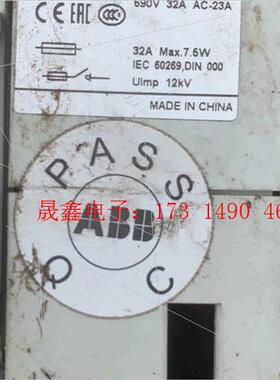 690V 32A AC-23A
CE EAC CCC
32A Max.7.5W
IEC 60269,DIN 000
Uimp 12kV
MADE IN CHINA
PASS
ABB
QC
晟鑫电子：173 1490 46